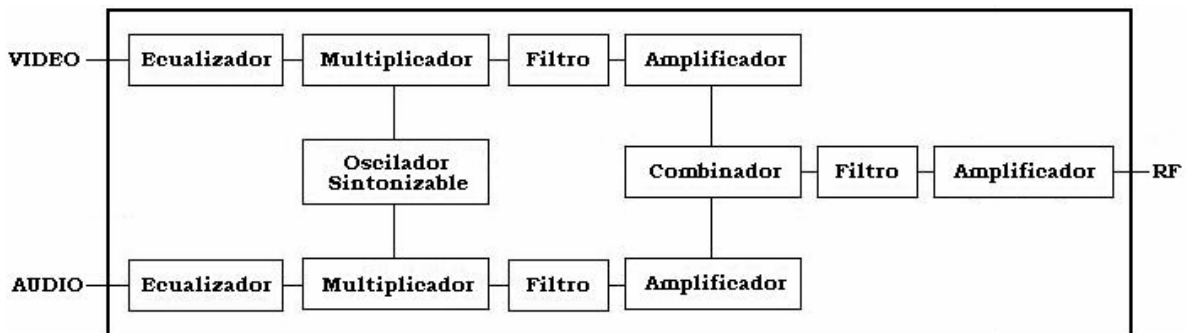 VIDEO
Ecualizador
Multiplicador
Filtro
Amplificador
Oscilador
Sintonizable
Combinador
Filtro
Amplificador
RF
AUDIO
Ecualizador
Multiplicador
Filtro
Amplificador